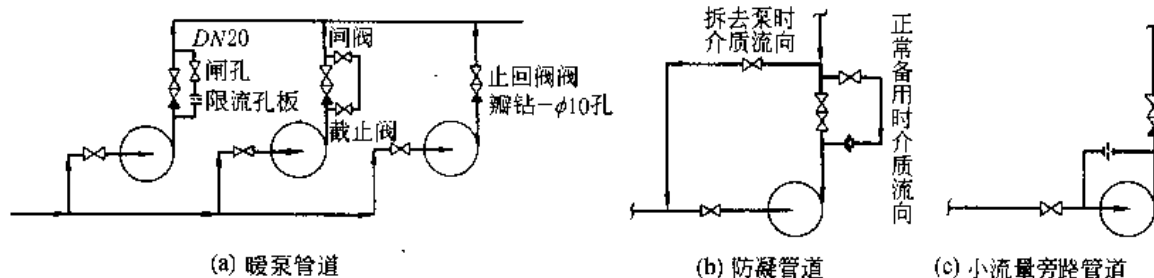 DN20
闸孔
限流孔板
闸阀
截止阀
止回阀阀
瓣钻-φ10孔
(a) 暖泵管道
拆去泵时
介质流向
正常备用时介质流向
(b) 防凝管道
(c) 小流量旁路管道